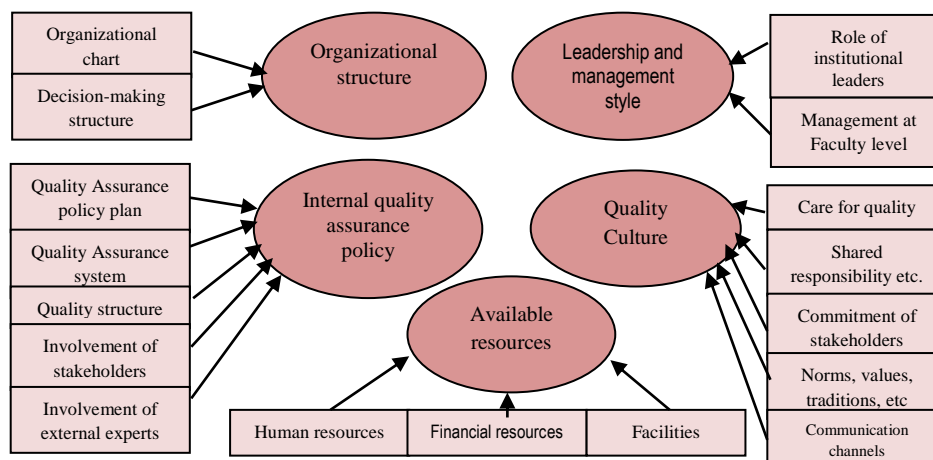 Organizational
chart
Decision-making
structure
Organizational
structure
Leadership and
management
style
Role of
institutional
leaders
Management at
Faculty level
Quality Assurance
policy plan
Quality Assurance
system
Quality structure
Involvement of
stakeholders
Involvement of
external experts
Internal quality
assurance
policy
Quality
Culture
Care for quality
Shared
responsibility etc.
Commitment of
stakeholders
Norms, values,
traditions, etc
Communication
channels
Available
resources
Human resources
Financial resources
Facilities